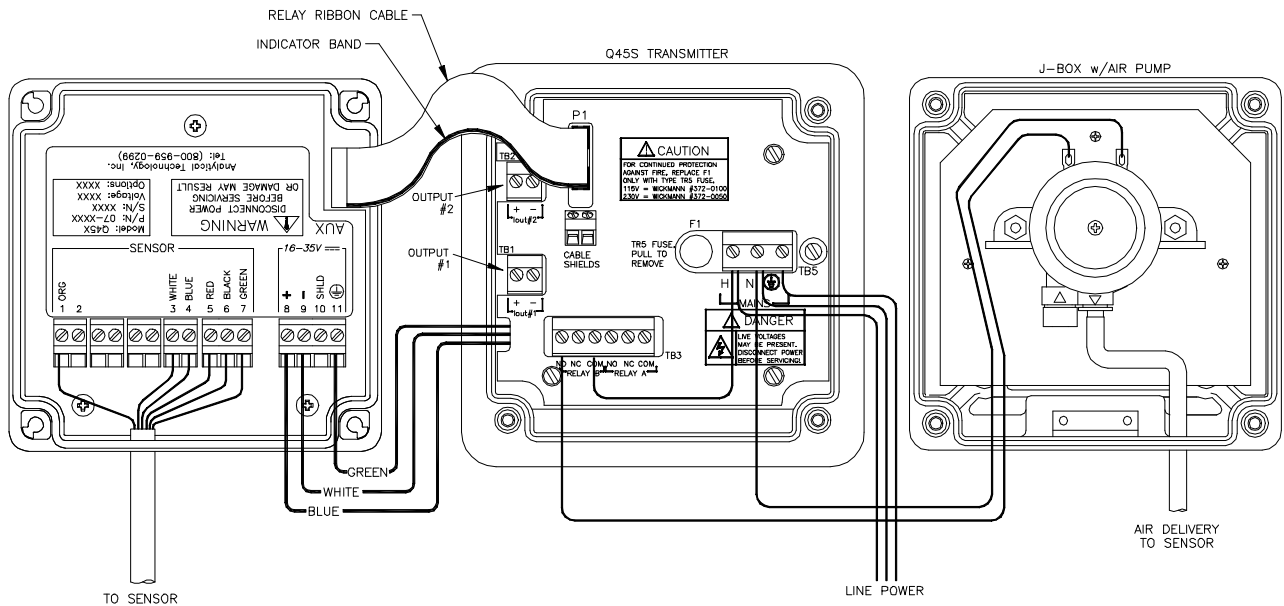 RELAY RIBBON CABLE
INDICATOR BAND
Q45S TRANSMITTER
J-BOX w/AIR PUMP
Analytical Technology, Inc.
Tel: (800-959-0299)
Model: Q45X
P/N: 07-XXXX
S/N: XXXX
Voltage: XXXX
Options: XXXX
WARNING
DISCONNECT POWER
BEFORE SERVICING
OR DAMAGE MAY RESULT
AUX
SENSOR
16-35V
ORG
WHITE
BLUE
RED
BLACK
GREEN
+
-
SHLD
1
2
3
4
5
6
7
8
9
10
11
P1
TB2
OUTPUT
#2
+ -
Iout#2
TB1
OUTPUT
#1
+ -
Iout#1
CABLE
SHIELDS
CAUTION
FOR CONTINUED PROTECTION
AGAINST FIRE, REPLACE F1
ONLY WITH TYPE TR5 FUSE,
115V = WICKMANN #372-0100
230V = WICKMANN #372-0050
F1
TR5 FUSE,
PULL TO
REMOVE
TB5
H N
MAINS
DANGER
LIVE VOLTAGES
MAY BE PRESENT.
DISCONNECT POWER
BEFORE SERVICING!
TB3
NO NC COM NO NC COM
RELAY B RELAY A
GREEN
WHITE
BLUE
TO SENSOR
LINE POWER
AIR DELIVERY
TO SENSOR